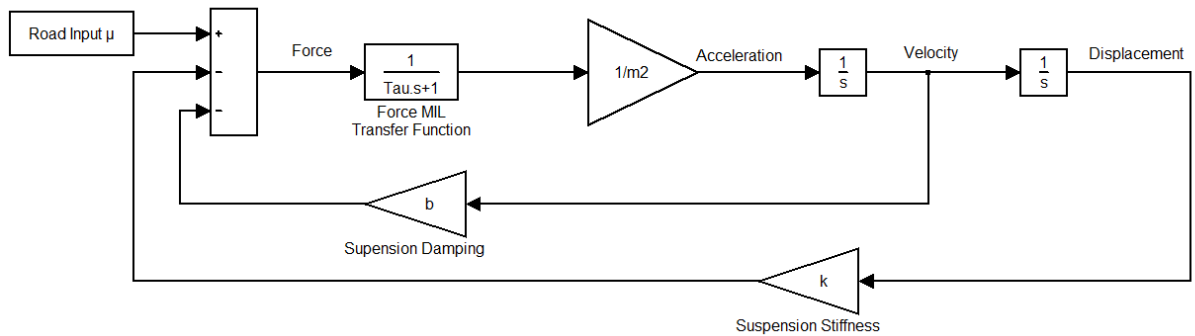 Road Input µ
+
−
−
Force
1
Tau.s+1
Force MIL
Transfer Function
1/m2
Acceleration
1
s
Velocity
1
s
Displacement
b
Supension Damping
k
Suspension Stiffness